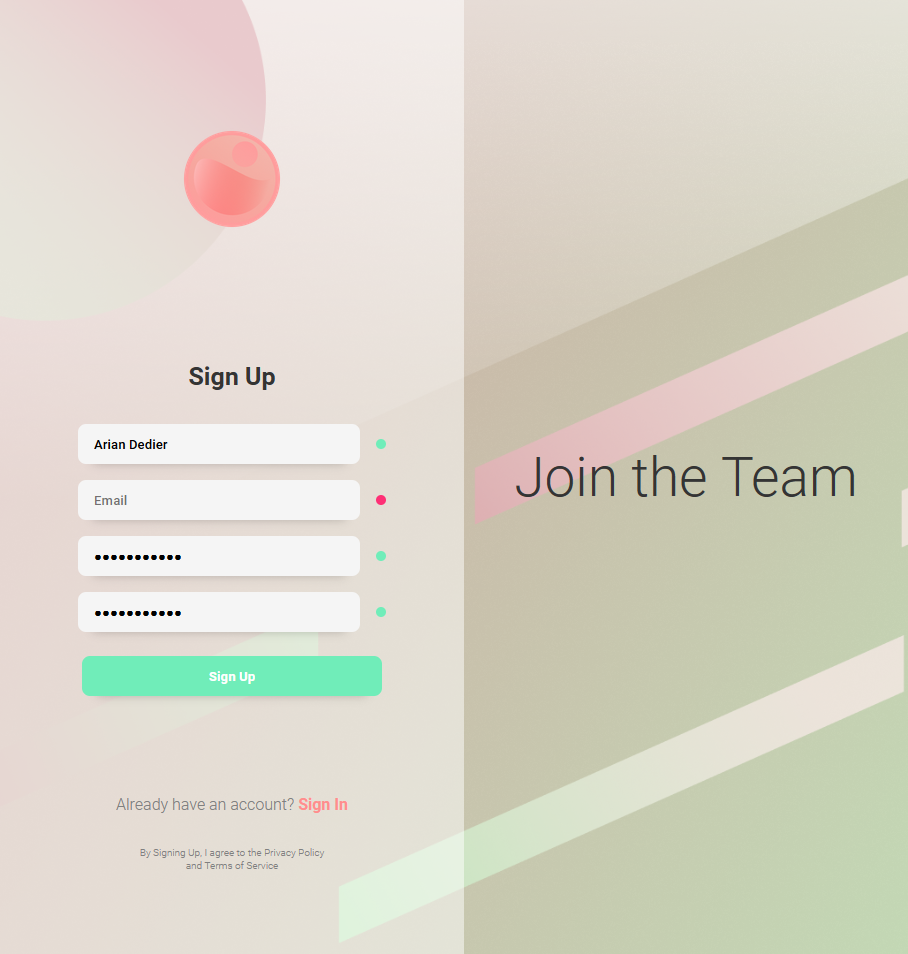 Sign Up
Arian Dedier
Email
●●●●●●●●●●●
●●●●●●●●●●●
Sign Up
Already have an account? Sign In
By Signing Up, I agree to the Privacy Policy
and Terms of Service
Join the Team